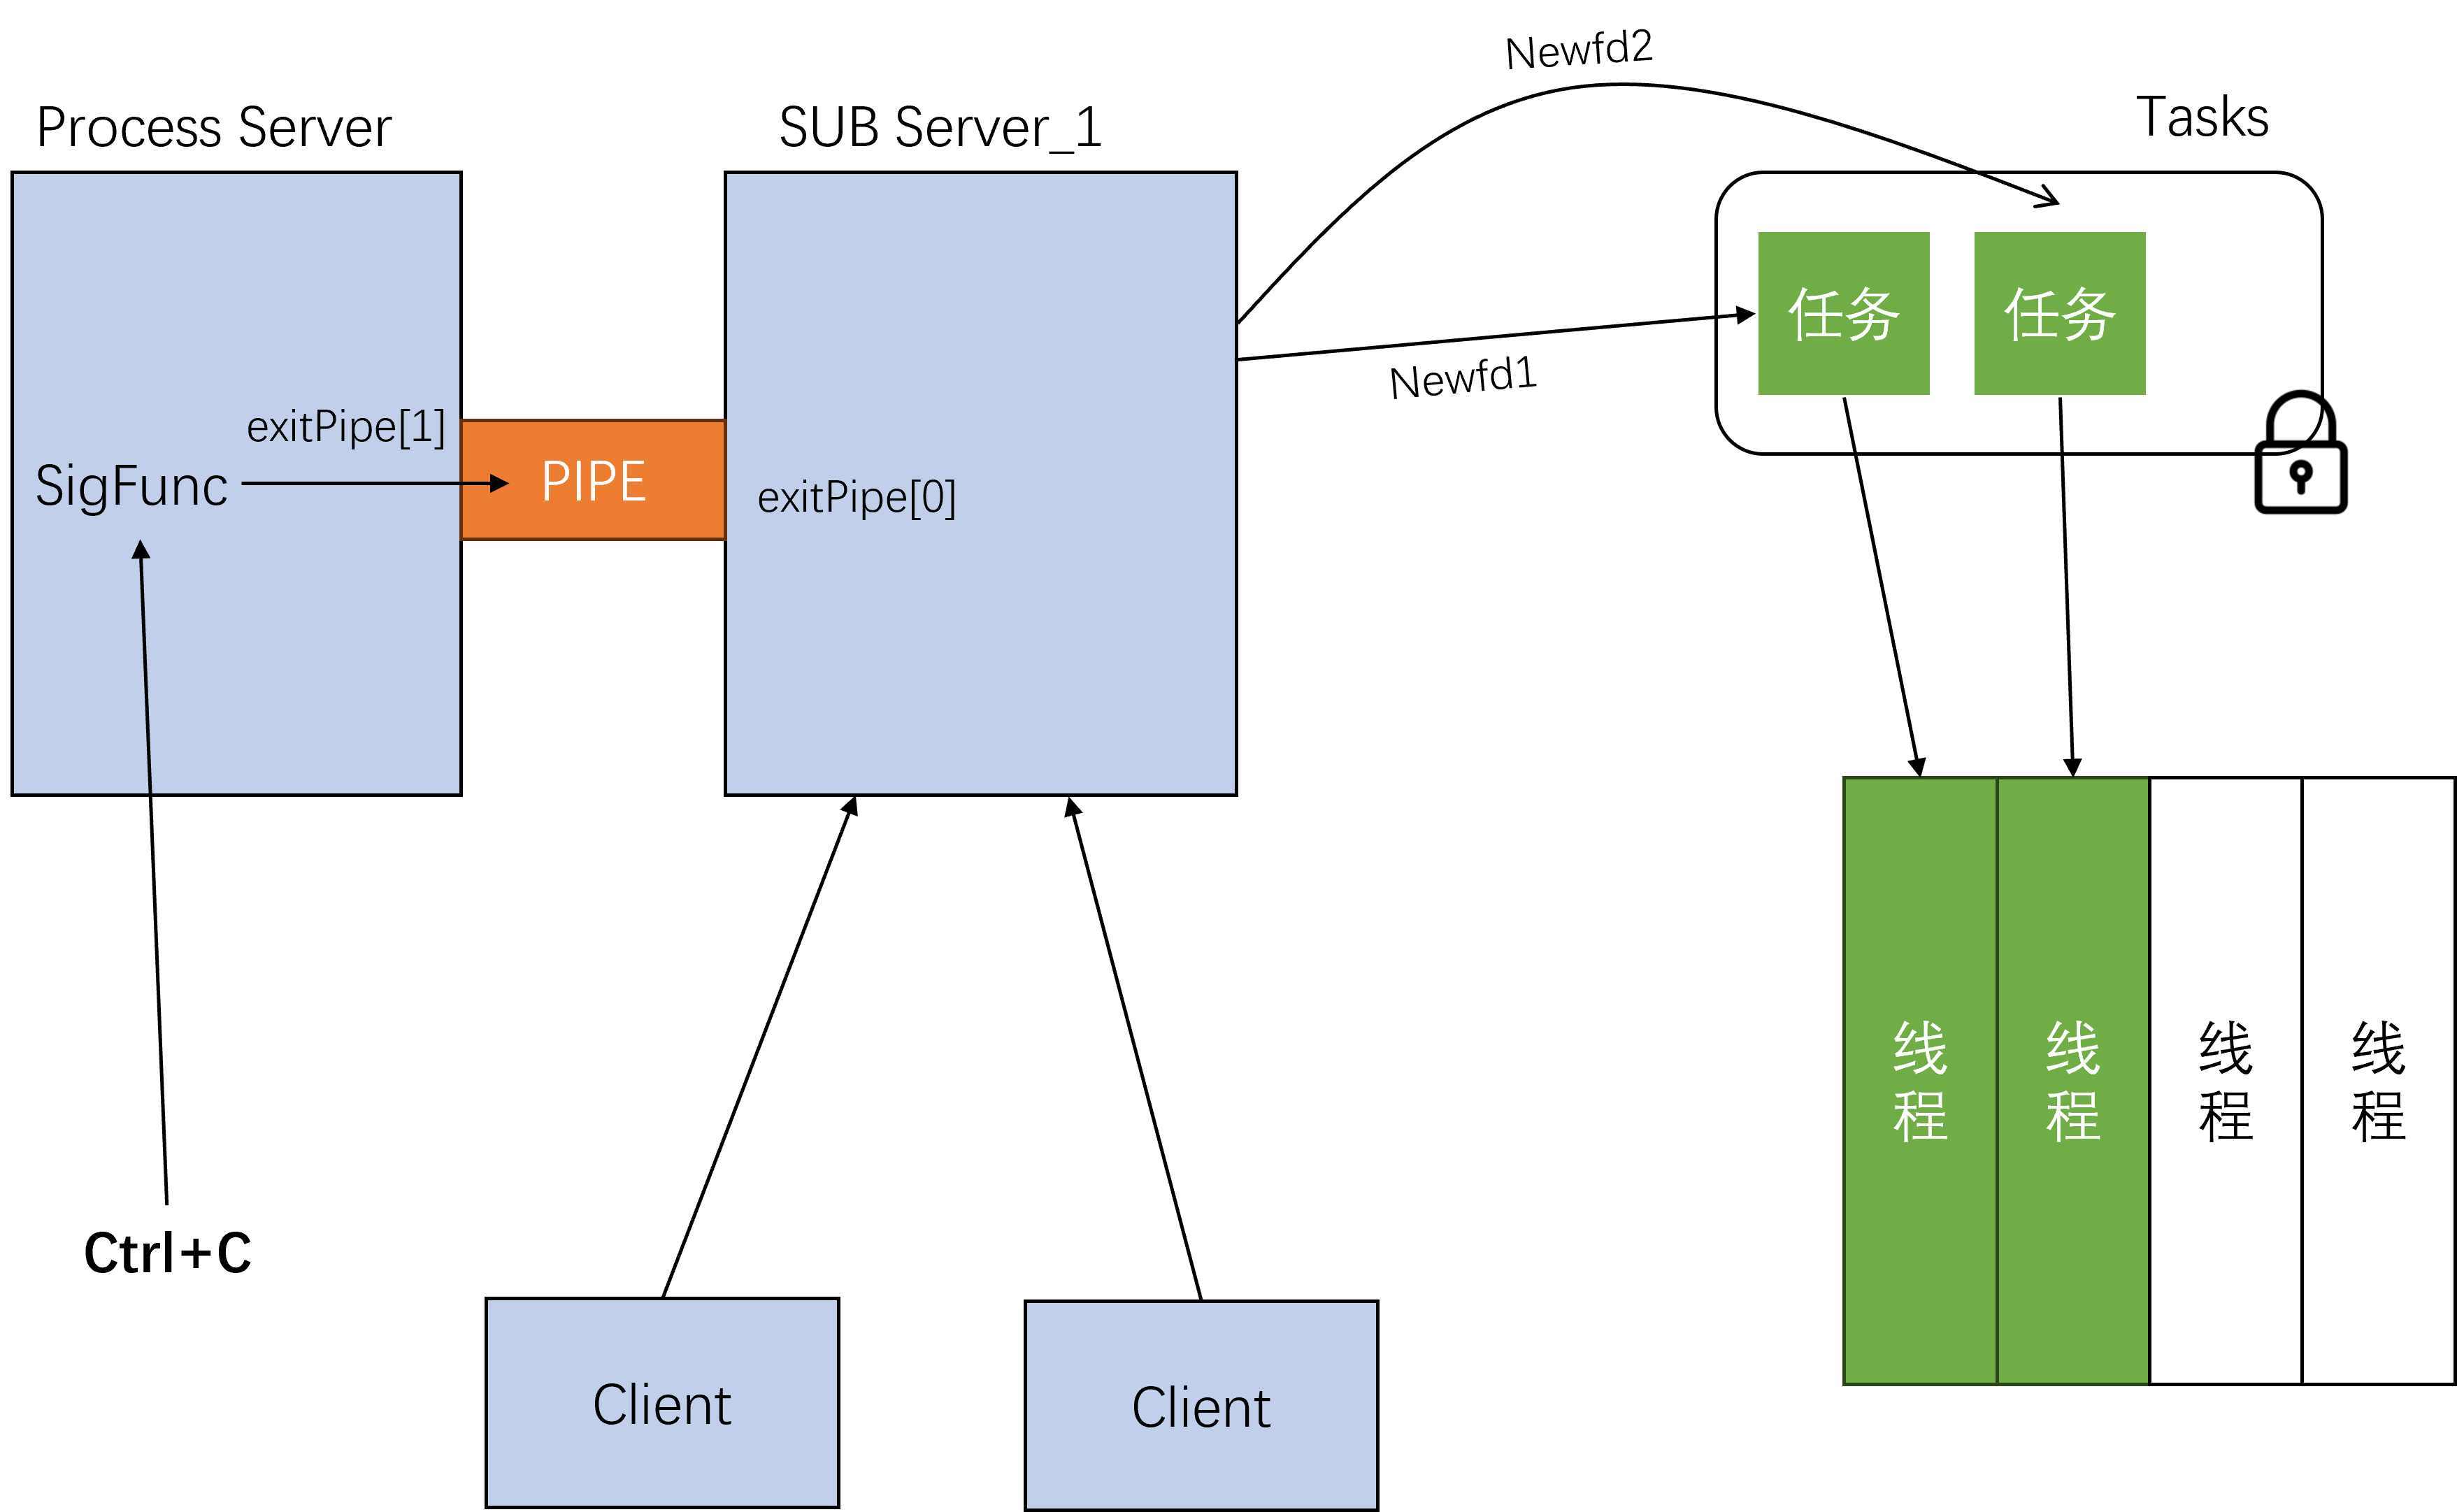 Newfd2
Process Server
SUB Server_1
Tasks
任务
任务
Newfd1
exitPipe[1]
SigFunc
PIPE
exitPipe[0]
线
程
线
程
线
程
线
程
Ctrl+C
Client
Client